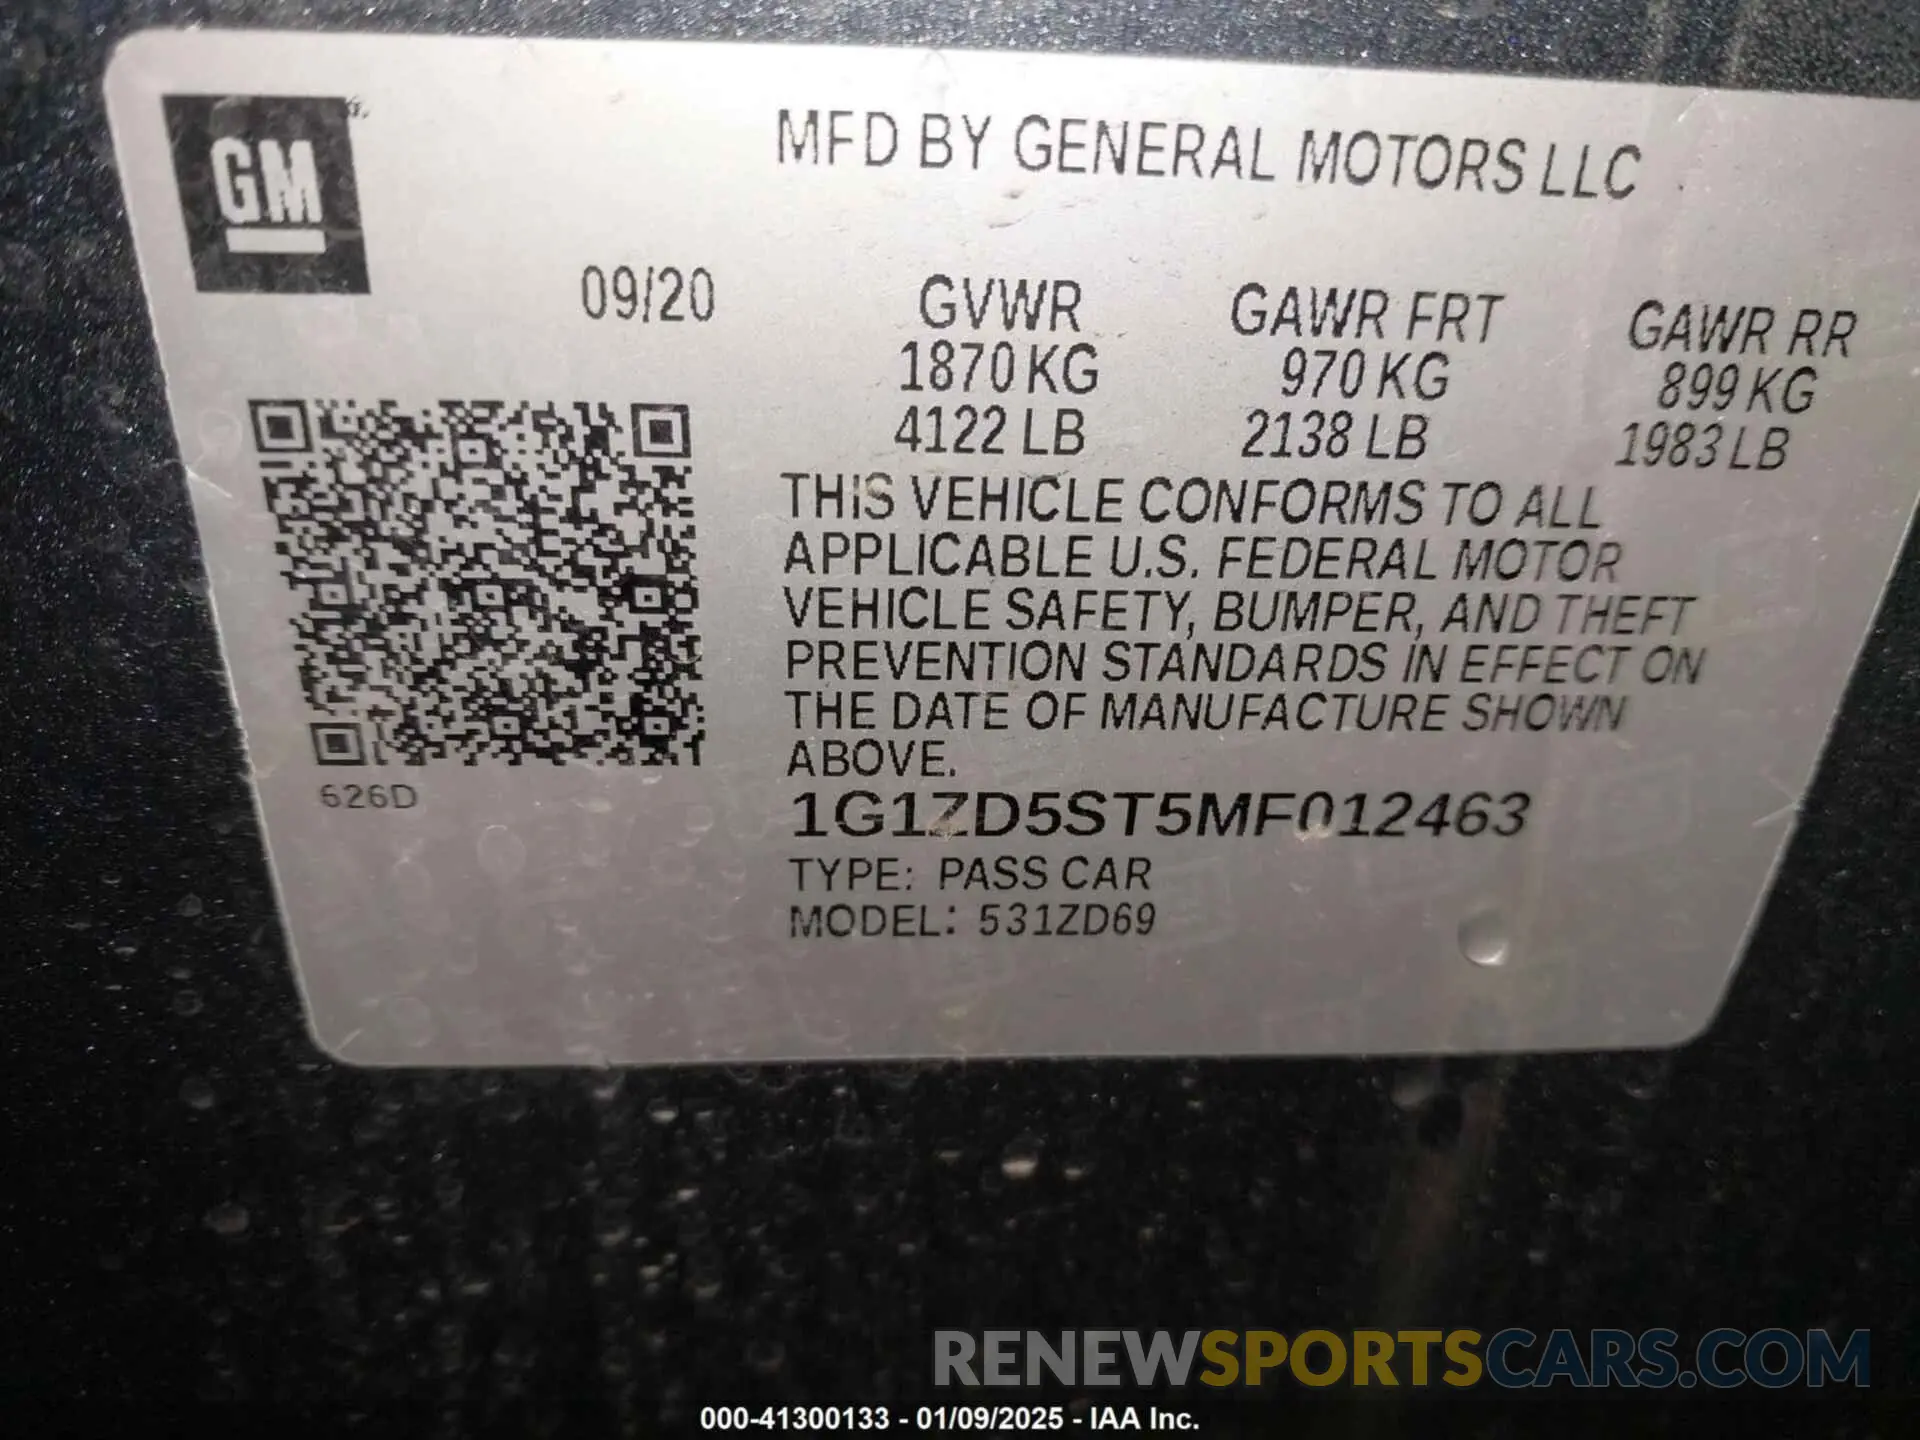 GM
MFD BY GENERAL MOTORS LLC
09/20
GVWR GAWR FRT GAWR RR
1870 KG 970 KG 899 KG
4122 LB 2138 LB 1983 LB
THIS VEHICLE CONFORMS TO ALL
APPLICABLE U.S. FEDERAL MOTOR
VEHICLE SAFETY, BUMPER, AND THEFT
PREVENTION STANDARDS IN EFFECT ON
THE DATE OF MANUFACTURE SHOWN
ABOVE.
626D
1G1ZD5ST5MF012463
TYPE: PASS CAR
MODEL: 531ZD69
RENEWSPORTSCARS.COM
000-41300133 - 01/09/2025 - IAA Inc.